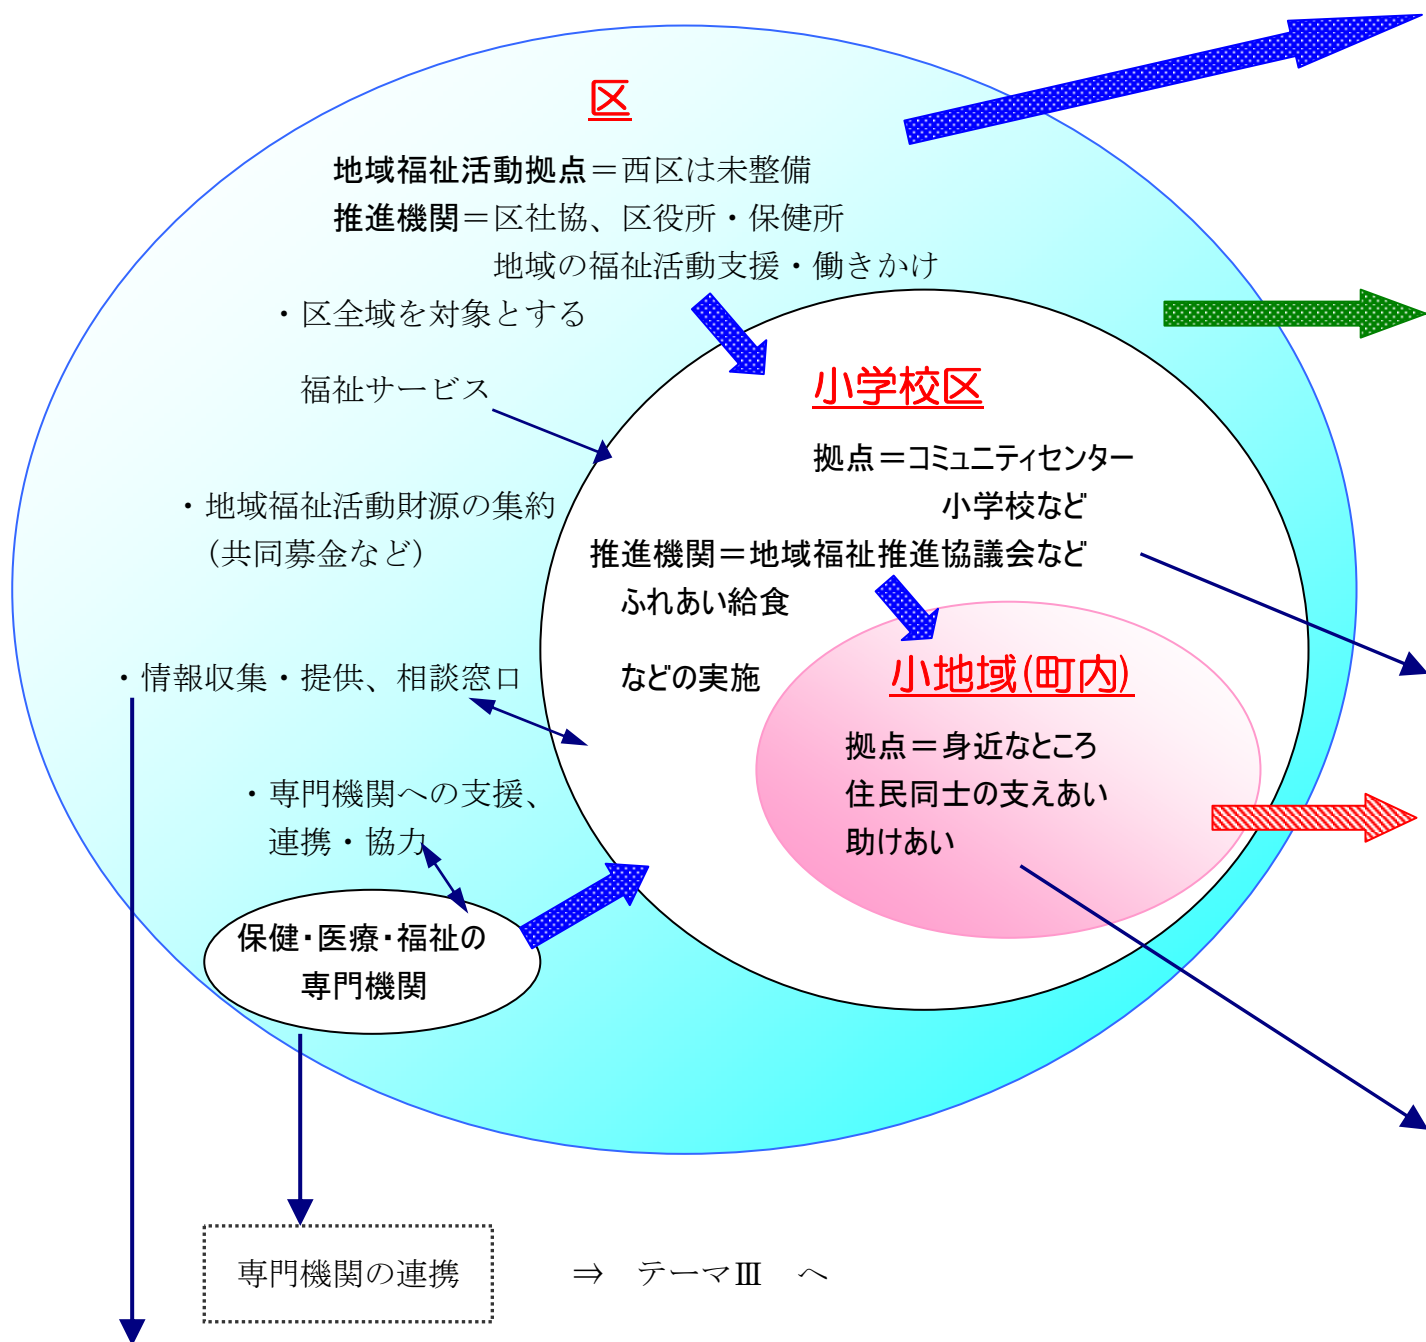 区
地域福祉活動拠点＝西区は未整備
推進機関＝区社協、区役所・保健所
地域の福祉活動支援・働きかけ
・区全域を対象とする
福祉サービス
小学校区
拠点＝コミュニティセンター
小学校など
・地域福祉活動財源の集約
（共同募金など）
推進機関＝地域福祉推進協議会など
ふれあい給食
などの実施
・情報収集・提供、相談窓口
小地域(町内)
拠点＝身近なところ
住民同士の支えあい
助けあい
・専門機関への支援、
連携・協力
保健・医療・福祉の
専門機関
専門機関の連携　⇒　テーマⅢ　へ